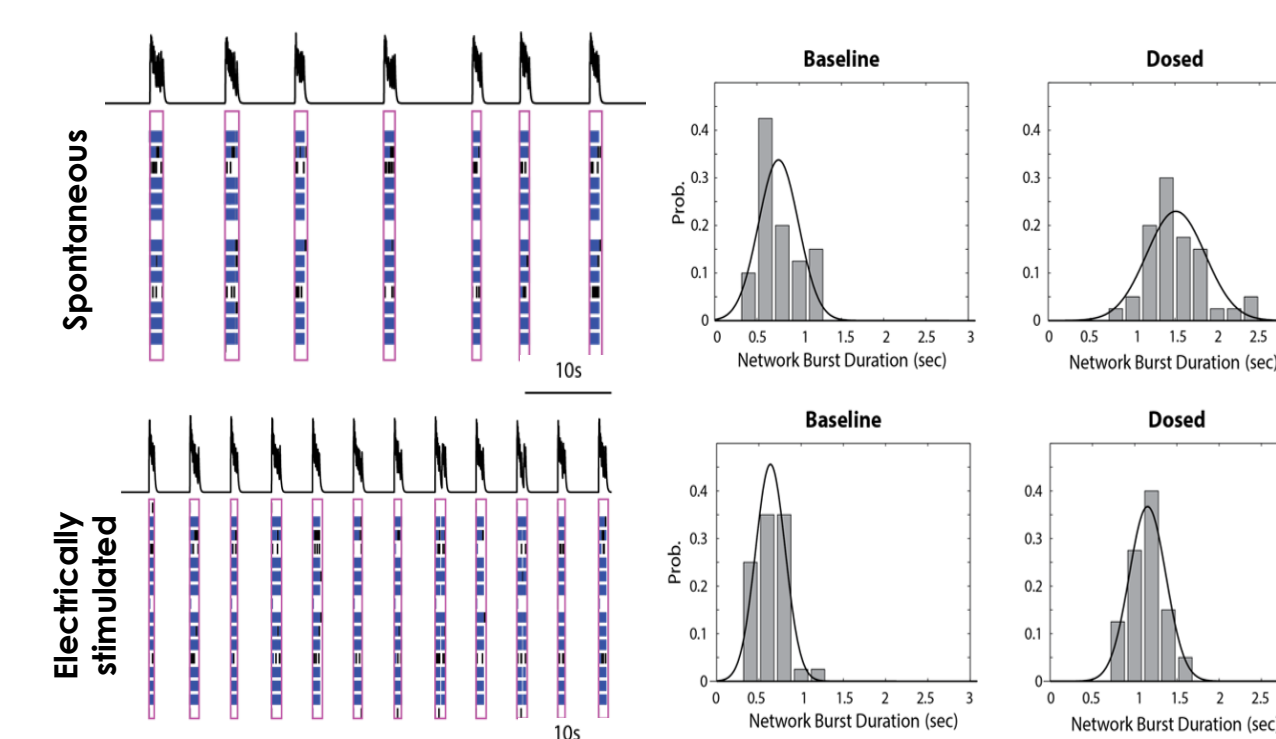 Spontaneous
10s
Baseline
Prob.
0.4
0.3
0.2
0.1
0
0 0.5 1 1.5 2 2.5 3
Network Burst Duration (sec)
Dosed
0.4
0.3
0.2
0.1
0
0 0.5 1 1.5 2 2.5
Network Burst Duration (sec)
Electrically
stimulated
10s
Baseline
Prob.
0.4
0.3
0.2
0.1
0
0 0.5 1 1.5 2 2.5 3
Network Burst Duration (sec)
Dosed
0.4
0.3
0.2
0.1
0
0 0.5 1 1.5 2 2.5
Network Burst Duration (sec